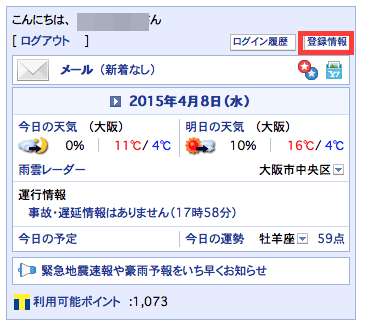 こんにちは、さん
[ ログアウト ]
ログイン履歴 登録情報
メール (新着なし)
2015年4月8日(水)
今日の天気 (大阪) 明日の天気 (大阪)
0% 11℃/ 4℃ 10% 16℃/ 4℃
雨雲レーダー 大阪市中央区
運行情報
事故・遅延情報はありません(17時58分)
今日の予定 今日の運勢 牡羊座 59点
緊急地震速報や豪雨予報をいち早くお知らせ
利用可能ポイント :1,073